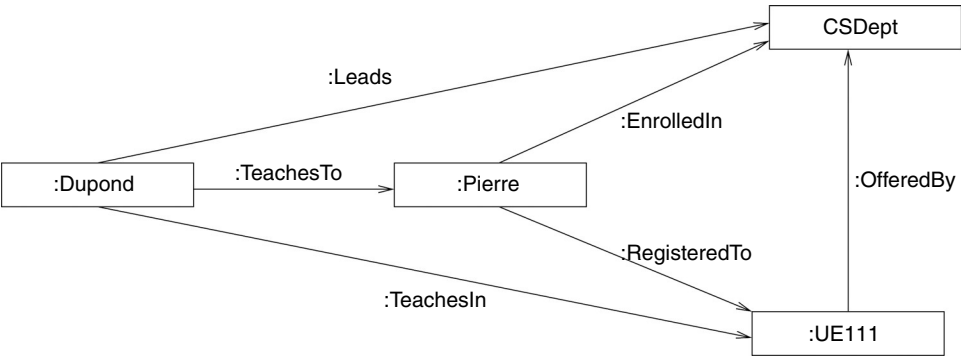 CSDept
:Leads
:EnrolledIn
:TeachesTo
:Dupond
:Pierre
:OfferedBy
:RegisteredTo
:TeachesIn
:UE111